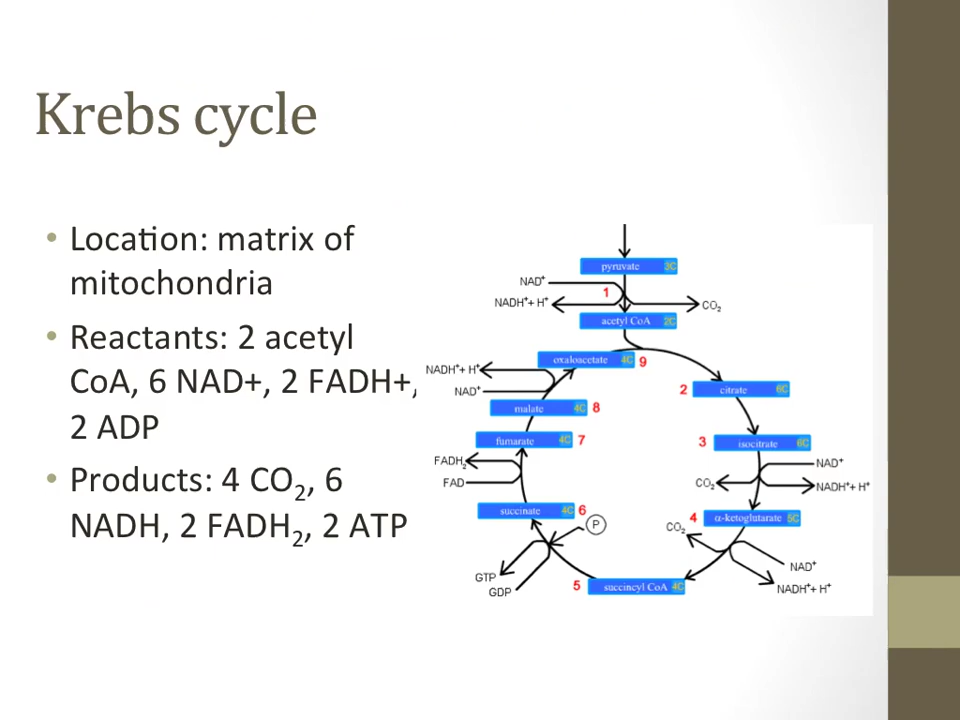 Krebs cycle
• Location: matrix of
mitochondria
• Reactants: 2 acetyl
CoA, 6 NAD+, 2 FADH+,
2 ADP
• Products: 4 CO₂, 6
NADH, 2 FADH₂, 2 ATP
pyruvate 3C
NAD⁺
NADH⁺+ H⁺
1
CO₂
acetyl CoA 2C
oxaloacetate 4C 9
NADH⁺+ H⁺
NAD⁺
2 citrate 6C
malate 4C 8
fumarate 4C 7
3 isocitrate 6C
FADH₂
FAD
NAD⁺
CO₂
NADH⁺+ H⁺
succinate 4C 6
P
4 α-ketoglutarate 5C
CO₂
NAD⁺
NADH⁺+ H⁺
GTP
GDP
5 succincyl CoA 4C